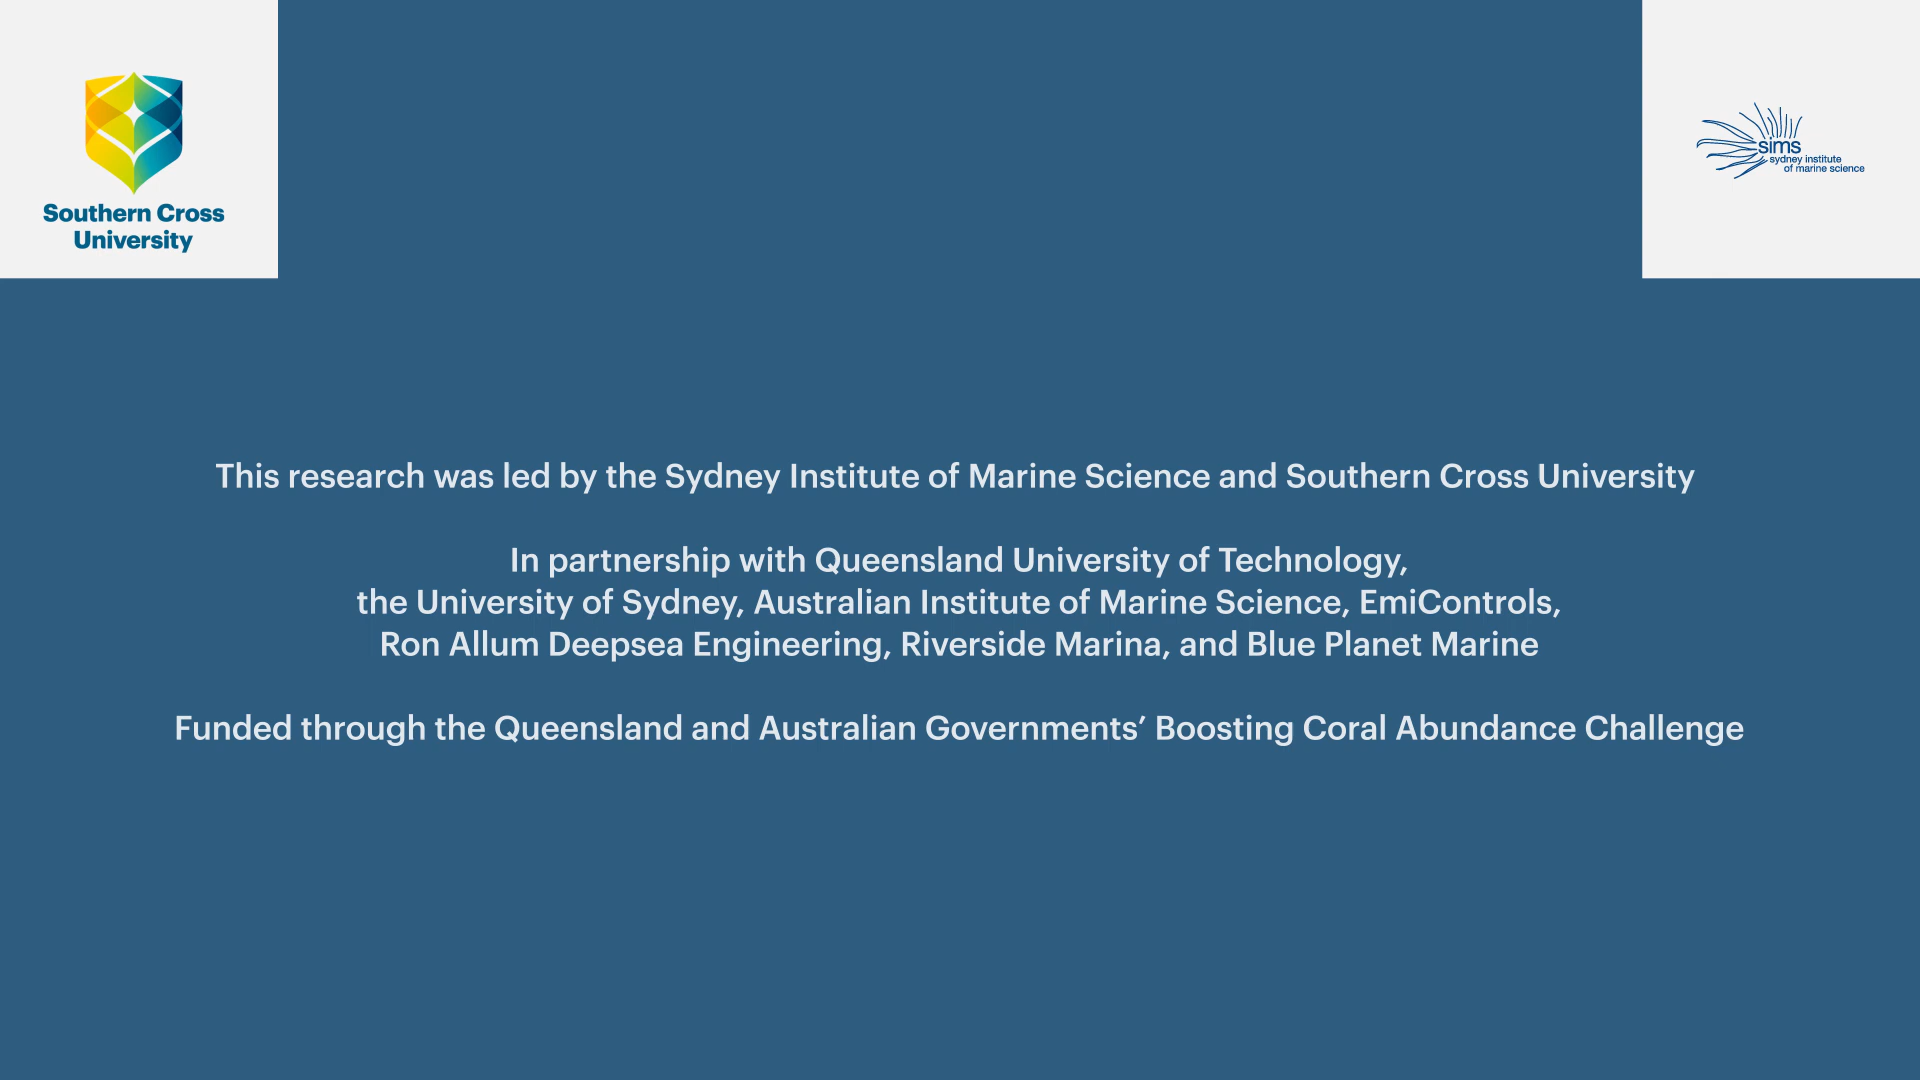 Southern Cross
University
sims
sydney institute
of marine science
This research was led by the Sydney Institute of Marine Science and Southern Cross University
In partnership with Queensland University of Technology,
the University of Sydney, Australian Institute of Marine Science, EmiControls,
Ron Allum Deepsea Engineering, Riverside Marina, and Blue Planet Marine
Funded through the Queensland and Australian Governments’ Boosting Coral Abundance Challenge